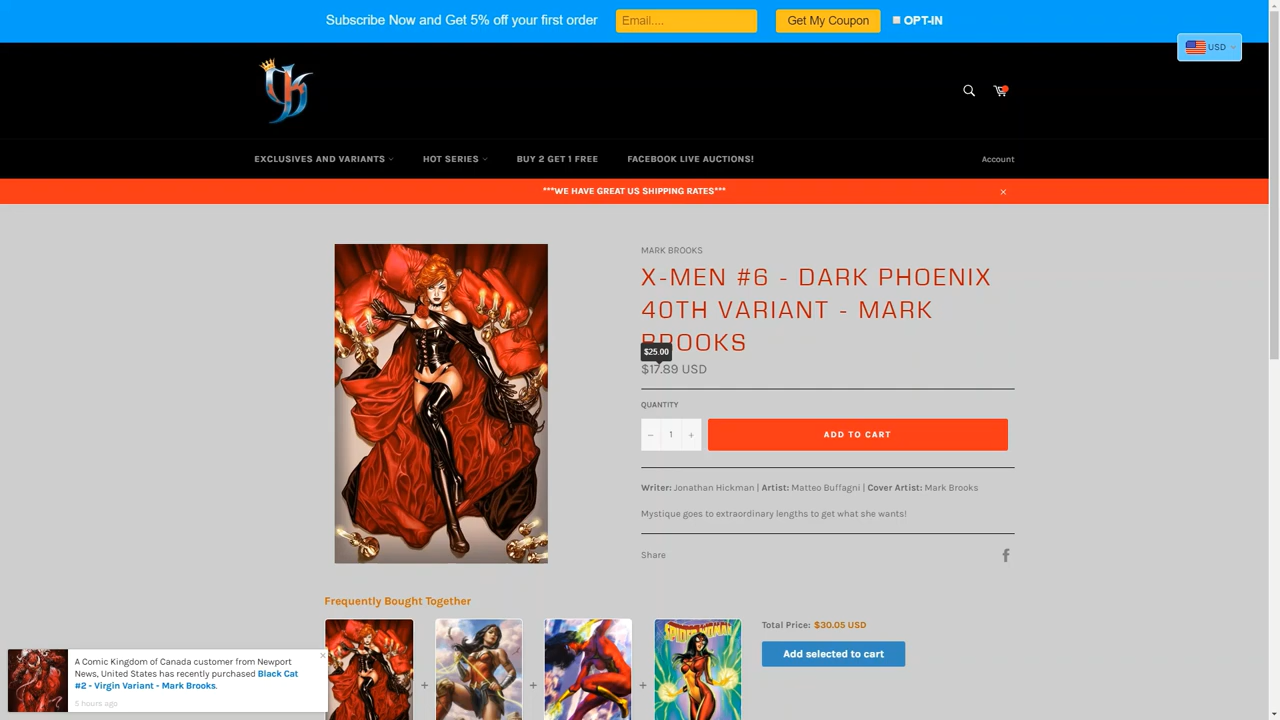 Subscribe Now and Get 5% off your first order
Email....
Get My Coupon
OPT-IN
USD
EXCLUSIVES AND VARIANTS
HOT SERIES
BUY 2 GET 1 FREE
FACEBOOK LIVE AUCTIONS!
Account
***WE HAVE GREAT US SHIPPING RATES***
MARK BROOKS
X-MEN #6 - DARK PHOENIX
40TH VARIANT - MARK
BROOKS
$25.00
$17.89 USD
QUANTITY
1
ADD TO CART
Writer: Jonathan Hickman | Artist: Matteo Buffagni | Cover Artist: Mark Brooks
Mystique goes to extraordinary lengths to get what she wants!
Share
Frequently Bought Together
SPIDER-WOMAN
Total Price: $30.05 USD
Add selected to cart
A Comic Kingdom of Canada customer from Newport
News, United States has recently purchased Black Cat
#2 - Virgin Variant - Mark Brooks.
5 hours ago